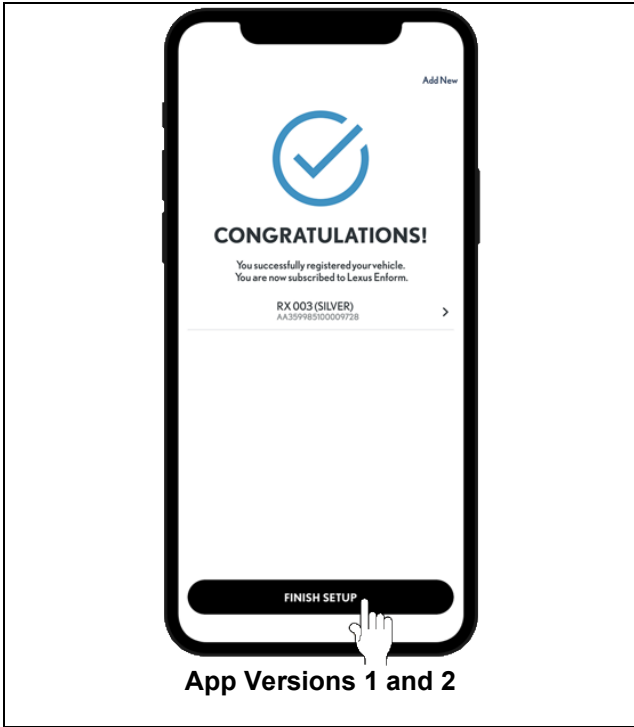 Add New
CONGRATULATIONS!
You successfully registered your vehicle.
You are now subscribed to Lexus Enform.
RX 003 (SILVER)
AA359985100009728
FINISH SETUP
App Versions 1 and 2